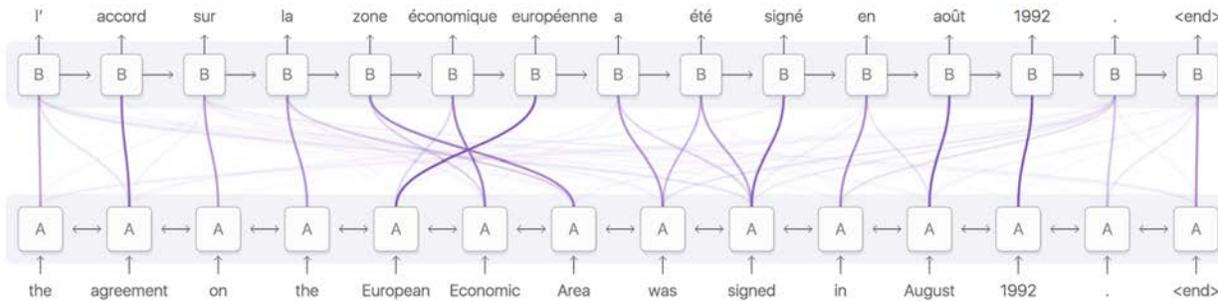 l' accord sur la zone économique européenne a été signé en août 1992 . <end>
B B B B B B B B B B B B B B B
A A A A A A A A A A A A A A
the agreement on the European Economic Area was signed in August 1992 . <end>